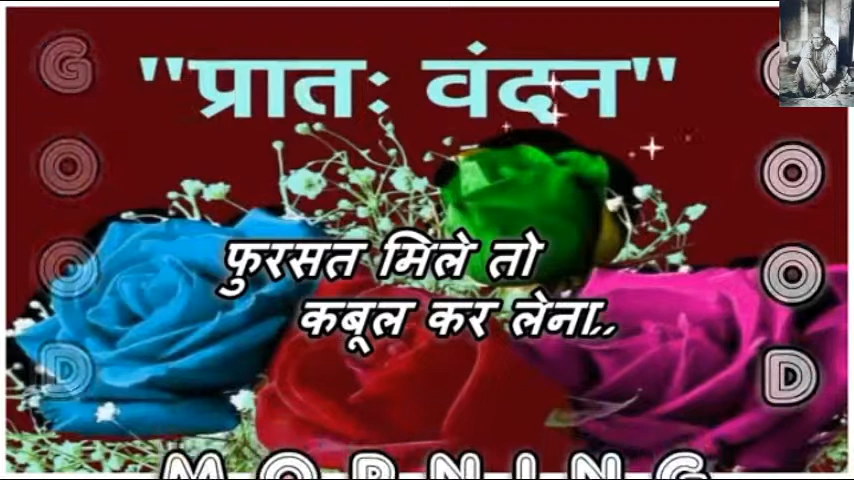 "प्रातः वंदन"
फुरसत मिले तो
कबूल कर लेना..
GOOD
GOOD
MORNING